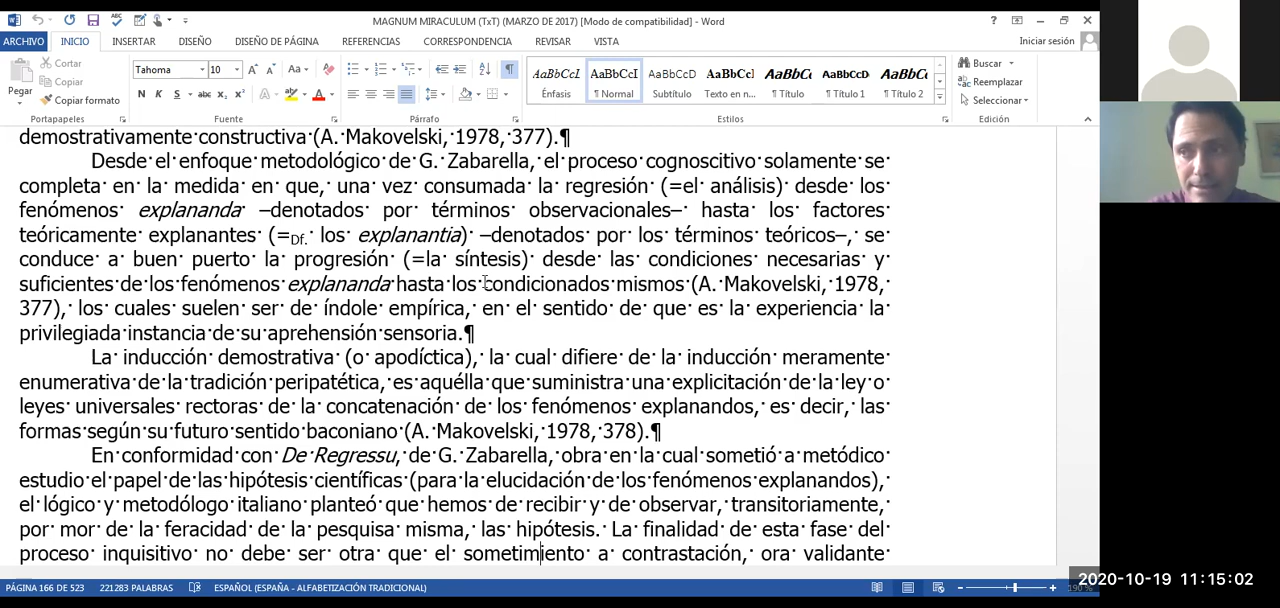 MAGNUM MIRACULUM (TxT) (MARZO DE 2017) [Modo de compatibilidad] - Word
ARCHIVO INICIO INSERTAR DISEÑO DISEÑO DE PÁGINA REFERENCIAS CORRESPONDENCIA REVISAR VISTA Iniciar sesión
Pegar
Cortar
Copiar
Copiar formato
Portapapeles
Tahoma 10
N K S abc x₂ x²
Fuente
Párrafo
AaBbCcI AaBbCcI AaBbCcD AaBbCc AaBbC AaBbCcD AaBbC
Énfasis ¶ Normal Subtítulo Texto en n... ¶ Título ¶ Título 1 ¶ Título 2
Estilos
Buscar
Reemplazar
Seleccionar
Edición
demostrativamente constructiva (A. Makovelski, 1978, 377).¶
Desde el enfoque metodológico de G. Zabarella, el proceso cognoscitivo solamente se
completa en la medida en que, una vez consumada la regresión (=el análisis) desde los
fenómenos explananda –denotados por términos observacionales– hasta los factores
teóricamente explanantes (=Df. los explanantia) –denotados por los términos teóricos–, se
conduce a buen puerto la progresión (=la síntesis) desde las condiciones necesarias y
suficientes de los fenómenos explananda hasta los condicionados mismos (A. Makovelski, 1978,
377), los cuales suelen ser de índole empírica, en el sentido de que es la experiencia la
privilegiada instancia de su aprehensión sensoria.¶
La inducción demostrativa (o apodíctica), la cual difiere de la inducción meramente
enumerativa de la tradición peripatética, es aquélla que suministra una explicitación de la ley o
leyes universales rectoras de la concatenación de los fenómenos explanandos, es decir, las
formas según su futuro sentido baconiano (A. Makovelski, 1978, 378).¶
En conformidad con De Regressu, de G. Zabarella, obra en la cual sometió a metódico
estudio el papel de las hipótesis científicas (para la elucidación de los fenómenos explanandos),
el lógico y metodólogo italiano planteó que hemos de recibir y de observar, transitoriamente,
por mor de la feracidad de la pesquisa misma, las hipótesis. La finalidad de esta fase del
proceso inquisitivo no debe ser otra que el sometimiento a contrastación, ora validante
PÁGINA 166 DE 523 221283 PALABRAS ESPAÑOL (ESPAÑA - ALFABETIZACIÓN TRADICIONAL) 190 %
2020-10-19 11:15:02